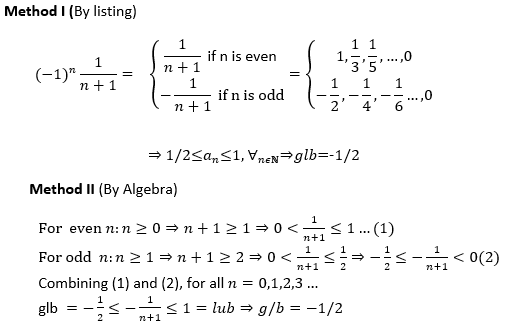 Method I (By listing)
(−1)ⁿ 1/(n+1) = { 1/(n+1) if n is even = { 1, 1/3, 1/5, …,0
−1/(n+1) if n is odd −1/2, −1/4, −1/6 …,0
⇒ 1/2≤aₙ≤1, ∀ₙϵℕ⇒glb=-1/2
Method II (By Algebra)
For even n: n ≥ 0 ⇒ n + 1 ≥ 1 ⇒ 0 < 1/(n+1) ≤ 1 … (1)
For odd n: n ≥ 1 ⇒ n + 1 ≥ 2 ⇒ 0 < 1/(n+1) ≤ 1/2 ⇒ −1/2 ≤ −1/(n+1) < 0(2)
Combining (1) and (2), for all n = 0,1,2,3 …
glb = −1/2 ≤ −1/(n+1) ≤ 1 = lub ⇒ g/b = −1/2